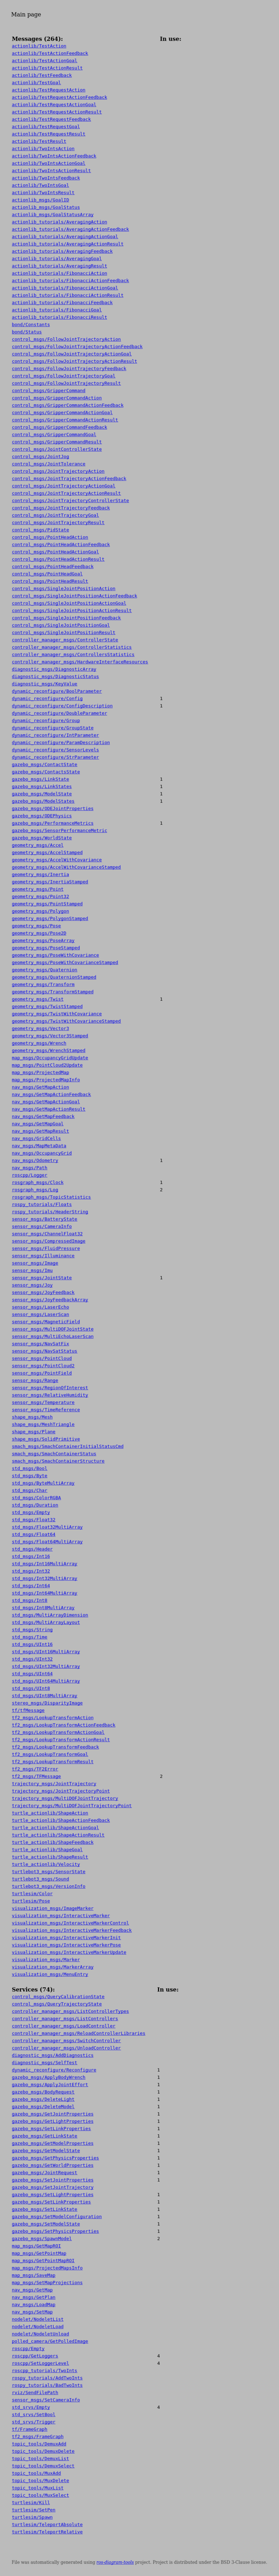 Main page
Messages (264): In use:
actionlib/TestAction
actionlib/TestActionFeedback
actionlib/TestActionGoal
actionlib/TestActionResult
actionlib/TestFeedback
actionlib/TestGoal
actionlib/TestRequestAction
actionlib/TestRequestActionFeedback
actionlib/TestRequestActionGoal
actionlib/TestRequestActionResult
actionlib/TestRequestFeedback
actionlib/TestRequestGoal
actionlib/TestRequestResult
actionlib/TestResult
actionlib/TwoIntsAction
actionlib/TwoIntsActionFeedback
actionlib/TwoIntsActionGoal
actionlib/TwoIntsActionResult
actionlib/TwoIntsFeedback
actionlib/TwoIntsGoal
actionlib/TwoIntsResult
actionlib_msgs/GoalID
actionlib_msgs/GoalStatus
actionlib_msgs/GoalStatusArray
actionlib_tutorials/AveragingAction
actionlib_tutorials/AveragingActionFeedback
actionlib_tutorials/AveragingActionGoal
actionlib_tutorials/AveragingActionResult
actionlib_tutorials/AveragingFeedback
actionlib_tutorials/AveragingGoal
actionlib_tutorials/AveragingResult
actionlib_tutorials/FibonacciAction
actionlib_tutorials/FibonacciActionFeedback
actionlib_tutorials/FibonacciActionGoal
actionlib_tutorials/FibonacciActionResult
actionlib_tutorials/FibonacciFeedback
actionlib_tutorials/FibonacciGoal
actionlib_tutorials/FibonacciResult
bond/Constants
bond/Status
control_msgs/FollowJointTrajectoryAction
control_msgs/FollowJointTrajectoryActionFeedback
control_msgs/FollowJointTrajectoryActionGoal
control_msgs/FollowJointTrajectoryActionResult
control_msgs/FollowJointTrajectoryFeedback
control_msgs/FollowJointTrajectoryGoal
control_msgs/FollowJointTrajectoryResult
control_msgs/GripperCommand
control_msgs/GripperCommandAction
control_msgs/GripperCommandActionFeedback
control_msgs/GripperCommandActionGoal
control_msgs/GripperCommandActionResult
control_msgs/GripperCommandFeedback
control_msgs/GripperCommandGoal
control_msgs/GripperCommandResult
control_msgs/JointControllerState
control_msgs/JointJog
control_msgs/JointTolerance
control_msgs/JointTrajectoryAction
control_msgs/JointTrajectoryActionFeedback
control_msgs/JointTrajectoryActionGoal
control_msgs/JointTrajectoryActionResult
control_msgs/JointTrajectoryControllerState
control_msgs/JointTrajectoryFeedback
control_msgs/JointTrajectoryGoal
control_msgs/JointTrajectoryResult
control_msgs/PidState
control_msgs/PointHeadAction
control_msgs/PointHeadActionFeedback
control_msgs/PointHeadActionGoal
control_msgs/PointHeadActionResult
control_msgs/PointHeadFeedback
control_msgs/PointHeadGoal
control_msgs/PointHeadResult
control_msgs/SingleJointPositionAction
control_msgs/SingleJointPositionActionFeedback
control_msgs/SingleJointPositionActionGoal
control_msgs/SingleJointPositionActionResult
control_msgs/SingleJointPositionFeedback
control_msgs/SingleJointPositionGoal
control_msgs/SingleJointPositionResult
controller_manager_msgs/ControllerState
controller_manager_msgs/ControllerStatistics
controller_manager_msgs/ControllersStatistics
controller_manager_msgs/HardwareInterfaceResources
diagnostic_msgs/DiagnosticArray
diagnostic_msgs/DiagnosticStatus
diagnostic_msgs/KeyValue
dynamic_reconfigure/BoolParameter
dynamic_reconfigure/Config 1
dynamic_reconfigure/ConfigDescription 1
dynamic_reconfigure/DoubleParameter
dynamic_reconfigure/Group
dynamic_reconfigure/GroupState
dynamic_reconfigure/IntParameter
dynamic_reconfigure/ParamDescription
dynamic_reconfigure/SensorLevels
dynamic_reconfigure/StrParameter
gazebo_msgs/ContactState
gazebo_msgs/ContactsState
gazebo_msgs/LinkState 1
gazebo_msgs/LinkStates 1
gazebo_msgs/ModelState 1
gazebo_msgs/ModelStates 1
gazebo_msgs/ODEJointProperties
gazebo_msgs/ODEPhysics
gazebo_msgs/PerformanceMetrics 1
gazebo_msgs/SensorPerformanceMetric
gazebo_msgs/WorldState
geometry_msgs/Accel
geometry_msgs/AccelStamped
geometry_msgs/AccelWithCovariance
geometry_msgs/AccelWithCovarianceStamped
geometry_msgs/Inertia
geometry_msgs/InertiaStamped
geometry_msgs/Point
geometry_msgs/Point32
geometry_msgs/PointStamped
geometry_msgs/Polygon
geometry_msgs/PolygonStamped
geometry_msgs/Pose
geometry_msgs/Pose2D
geometry_msgs/PoseArray
geometry_msgs/PoseStamped
geometry_msgs/PoseWithCovariance
geometry_msgs/PoseWithCovarianceStamped
geometry_msgs/Quaternion
geometry_msgs/QuaternionStamped
geometry_msgs/Transform
geometry_msgs/TransformStamped
geometry_msgs/Twist 1
geometry_msgs/TwistStamped
geometry_msgs/TwistWithCovariance
geometry_msgs/TwistWithCovarianceStamped
geometry_msgs/Vector3
geometry_msgs/Vector3Stamped
geometry_msgs/Wrench
geometry_msgs/WrenchStamped
map_msgs/OccupancyGridUpdate
map_msgs/PointCloud2Update
map_msgs/ProjectedMap
map_msgs/ProjectedMapInfo
nav_msgs/GetMapAction
nav_msgs/GetMapActionFeedback
nav_msgs/GetMapActionGoal
nav_msgs/GetMapActionResult
nav_msgs/GetMapFeedback
nav_msgs/GetMapGoal
nav_msgs/GetMapResult
nav_msgs/GridCells
nav_msgs/MapMetaData
nav_msgs/OccupancyGrid
nav_msgs/Odometry 1
nav_msgs/Path
roscpp/Logger
rosgraph_msgs/Clock 1
rosgraph_msgs/Log 2
rosgraph_msgs/TopicStatistics
rospy_tutorials/Floats
rospy_tutorials/HeaderString
sensor_msgs/BatteryState
sensor_msgs/CameraInfo
sensor_msgs/ChannelFloat32
sensor_msgs/CompressedImage
sensor_msgs/FluidPressure
sensor_msgs/Illuminance
sensor_msgs/Image
sensor_msgs/Imu
sensor_msgs/JointState 1
sensor_msgs/Joy
sensor_msgs/JoyFeedback
sensor_msgs/JoyFeedbackArray
sensor_msgs/LaserEcho
sensor_msgs/LaserScan
sensor_msgs/MagneticField
sensor_msgs/MultiDOFJointState
sensor_msgs/MultiEchoLaserScan
sensor_msgs/NavSatFix
sensor_msgs/NavSatStatus
sensor_msgs/PointCloud
sensor_msgs/PointCloud2
sensor_msgs/PointField
sensor_msgs/Range
sensor_msgs/RegionOfInterest
sensor_msgs/RelativeHumidity
sensor_msgs/Temperature
sensor_msgs/TimeReference
shape_msgs/Mesh
shape_msgs/MeshTriangle
shape_msgs/Plane
shape_msgs/SolidPrimitive
smach_msgs/SmachContainerInitialStatusCmd
smach_msgs/SmachContainerStatus
smach_msgs/SmachContainerStructure
std_msgs/Bool
std_msgs/Byte
std_msgs/ByteMultiArray
std_msgs/Char
std_msgs/ColorRGBA
std_msgs/Duration
std_msgs/Empty
std_msgs/Float32
std_msgs/Float32MultiArray
std_msgs/Float64
std_msgs/Float64MultiArray
std_msgs/Header
std_msgs/Int16
std_msgs/Int16MultiArray
std_msgs/Int32
std_msgs/Int32MultiArray
std_msgs/Int64
std_msgs/Int64MultiArray
std_msgs/Int8
std_msgs/Int8MultiArray
std_msgs/MultiArrayDimension
std_msgs/MultiArrayLayout
std_msgs/String
std_msgs/Time
std_msgs/UInt16
std_msgs/UInt16MultiArray
std_msgs/UInt32
std_msgs/UInt32MultiArray
std_msgs/UInt64
std_msgs/UInt64MultiArray
std_msgs/UInt8
std_msgs/UInt8MultiArray
stereo_msgs/DisparityImage
tf/tfMessage
tf2_msgs/LookupTransformAction
tf2_msgs/LookupTransformActionFeedback
tf2_msgs/LookupTransformActionGoal
tf2_msgs/LookupTransformActionResult
tf2_msgs/LookupTransformFeedback
tf2_msgs/LookupTransformGoal
tf2_msgs/LookupTransformResult
tf2_msgs/TF2Error
tf2_msgs/TFMessage 2
trajectory_msgs/JointTrajectory
trajectory_msgs/JointTrajectoryPoint
trajectory_msgs/MultiDOFJointTrajectory
trajectory_msgs/MultiDOFJointTrajectoryPoint
turtle_actionlib/ShapeAction
turtle_actionlib/ShapeActionFeedback
turtle_actionlib/ShapeActionGoal
turtle_actionlib/ShapeActionResult
turtle_actionlib/ShapeFeedback
turtle_actionlib/ShapeGoal
turtle_actionlib/ShapeResult
turtle_actionlib/Velocity
turtlebot3_msgs/SensorState
turtlebot3_msgs/Sound
turtlebot3_msgs/VersionInfo
turtlesim/Color
turtlesim/Pose
visualization_msgs/ImageMarker
visualization_msgs/InteractiveMarker
visualization_msgs/InteractiveMarkerControl
visualization_msgs/InteractiveMarkerFeedback
visualization_msgs/InteractiveMarkerInit
visualization_msgs/InteractiveMarkerPose
visualization_msgs/InteractiveMarkerUpdate
visualization_msgs/Marker
visualization_msgs/MarkerArray
visualization_msgs/MenuEntry
Services (74): In use:
control_msgs/QueryCalibrationState
control_msgs/QueryTrajectoryState
controller_manager_msgs/ListControllerTypes
controller_manager_msgs/ListControllers
controller_manager_msgs/LoadController
controller_manager_msgs/ReloadControllerLibraries
controller_manager_msgs/SwitchController
controller_manager_msgs/UnloadController
diagnostic_msgs/AddDiagnostics
diagnostic_msgs/SelfTest
dynamic_reconfigure/Reconfigure 1
gazebo_msgs/ApplyBodyWrench 1
gazebo_msgs/ApplyJointEffort 1
gazebo_msgs/BodyRequest 1
gazebo_msgs/DeleteLight 1
gazebo_msgs/DeleteModel 1
gazebo_msgs/GetJointProperties 1
gazebo_msgs/GetLightProperties 1
gazebo_msgs/GetLinkProperties 1
gazebo_msgs/GetLinkState 1
gazebo_msgs/GetModelProperties 1
gazebo_msgs/GetModelState 1
gazebo_msgs/GetPhysicsProperties 1
gazebo_msgs/GetWorldProperties 1
gazebo_msgs/JointRequest 1
gazebo_msgs/SetJointProperties 1
gazebo_msgs/SetJointTrajectory
gazebo_msgs/SetLightProperties 1
gazebo_msgs/SetLinkProperties 1
gazebo_msgs/SetLinkState 1
gazebo_msgs/SetModelConfiguration 1
gazebo_msgs/SetModelState 1
gazebo_msgs/SetPhysicsProperties 1
gazebo_msgs/SpawnModel 2
map_msgs/GetMapROI
map_msgs/GetPointMap
map_msgs/GetPointMapROI
map_msgs/ProjectedMapsInfo
map_msgs/SaveMap
map_msgs/SetMapProjections
nav_msgs/GetMap
nav_msgs/GetPlan
nav_msgs/LoadMap
nav_msgs/SetMap
nodelet/NodeletList
nodelet/NodeletLoad
nodelet/NodeletUnload
polled_camera/GetPolledImage
roscpp/Empty
roscpp/GetLoggers 4
roscpp/SetLoggerLevel 4
roscpp_tutorials/TwoInts
rospy_tutorials/AddTwoInts
rospy_tutorials/BadTwoInts
rviz/SendFilePath
sensor_msgs/SetCameraInfo
std_srvs/Empty 4
std_srvs/SetBool
std_srvs/Trigger
tf/FrameGraph
tf2_msgs/FrameGraph
topic_tools/DemuxAdd
topic_tools/DemuxDelete
topic_tools/DemuxList
topic_tools/DemuxSelect
topic_tools/MuxAdd
topic_tools/MuxDelete
topic_tools/MuxList
topic_tools/MuxSelect
turtlesim/Kill
turtlesim/SetPen
turtlesim/Spawn
turtlesim/TeleportAbsolute
turtlesim/TeleportRelative
File was automatically generated using rsg-diagram-tools project. Project is distributed under the BSD 3-Clause license.